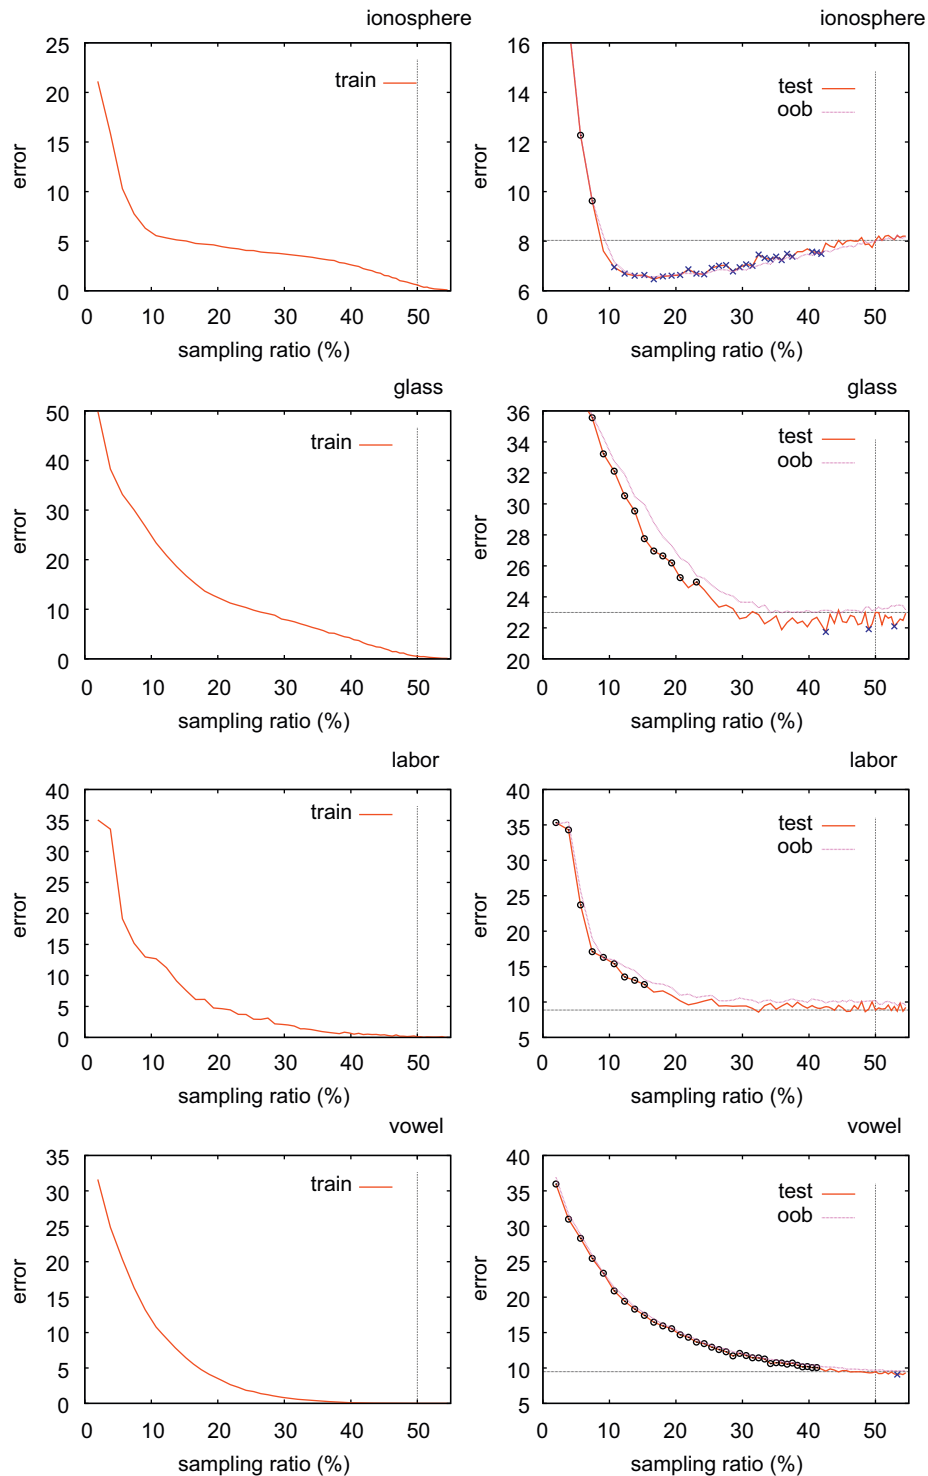 ionosphere
25
20
15
10
5
0
error
train
0 10 20 30 40 50
sampling ratio (%)
ionosphere
16
14
12
10
8
6
error
test
oob
0 10 20 30 40 50
sampling ratio (%)
glass
50
40
30
20
10
0
error
train
0 10 20 30 40 50
sampling ratio (%)
glass
36
34
32
30
28
26
24
23
22
20
error
test
oob
0 10 20 30 40 50
sampling ratio (%)
labor
40
35
30
25
20
15
10
5
0
error
train
0 10 20 30 40 50
sampling ratio (%)
labor
40
35
30
25
20
15
10
5
error
test
oob
0 10 20 30 40 50
sampling ratio (%)
vowel
35
30
25
20
15
10
5
0
error
train
0 10 20 30 40 50
sampling ratio (%)
vowel
40
35
30
25
20
15
10
5
error
test
oob
0 10 20 30 40 50
sampling ratio (%)